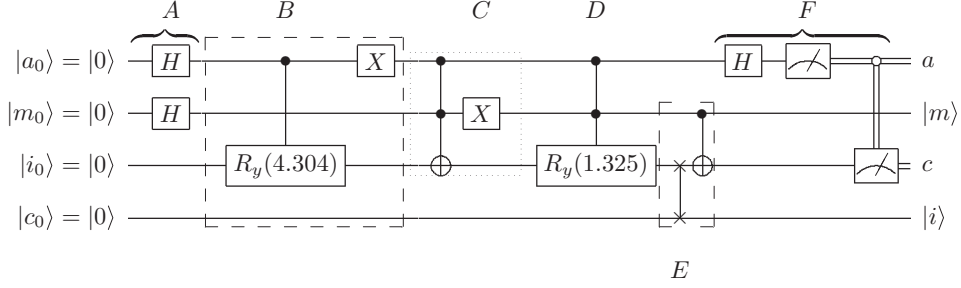 A B C D F
|a₀⟩ = |0⟩ H X H a
|m₀⟩ = |0⟩ H X |m⟩
|i₀⟩ = |0⟩ R_y(4.304) R_y(1.325) c
|c₀⟩ = |0⟩ |i⟩
E